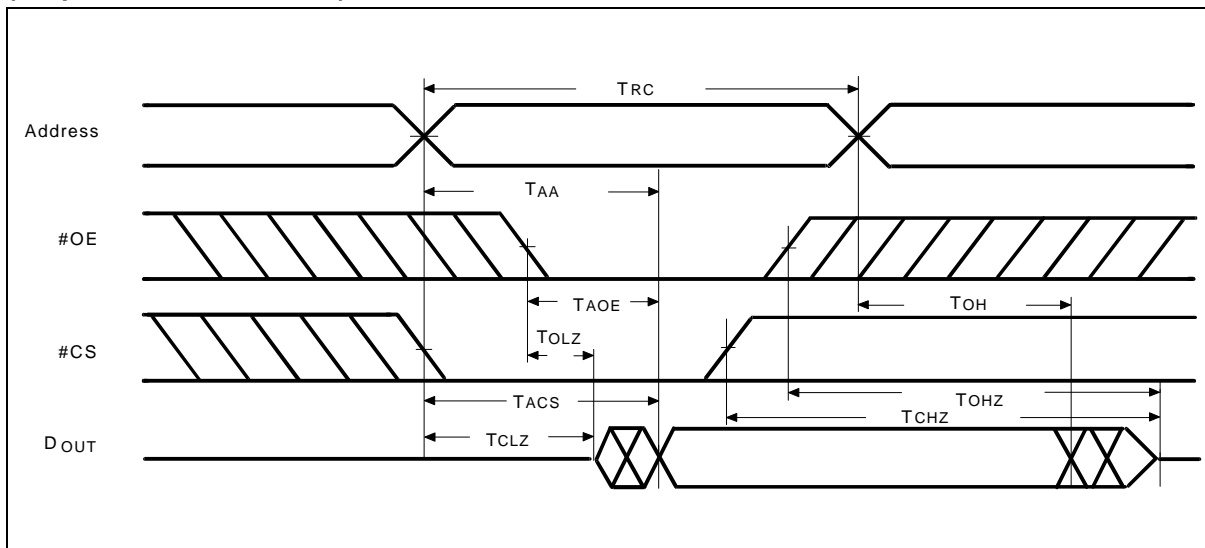 TRC
Address
TAA
#OE
TAOE
TOH
TOLZ
#CS
TACS
TOHZ
TCHZ
TCLZ
DOUT